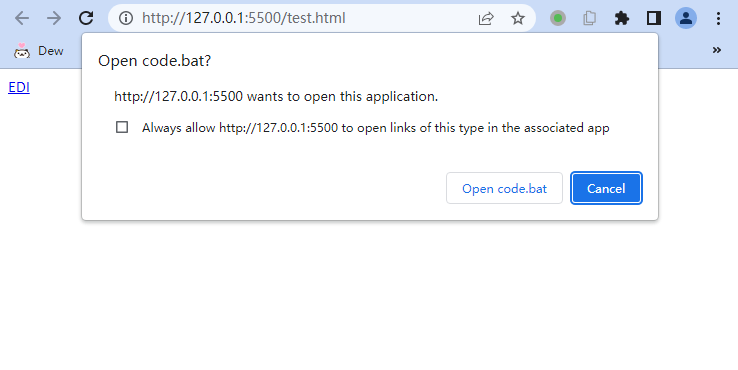 http://127.0.0.1:5500/test.html
Dew
»
EDI
Open code.bat?
http://127.0.0.1:5500 wants to open this application.
Always allow http://127.0.0.1:5500 to open links of this type in the associated app
Open code.bat
Cancel